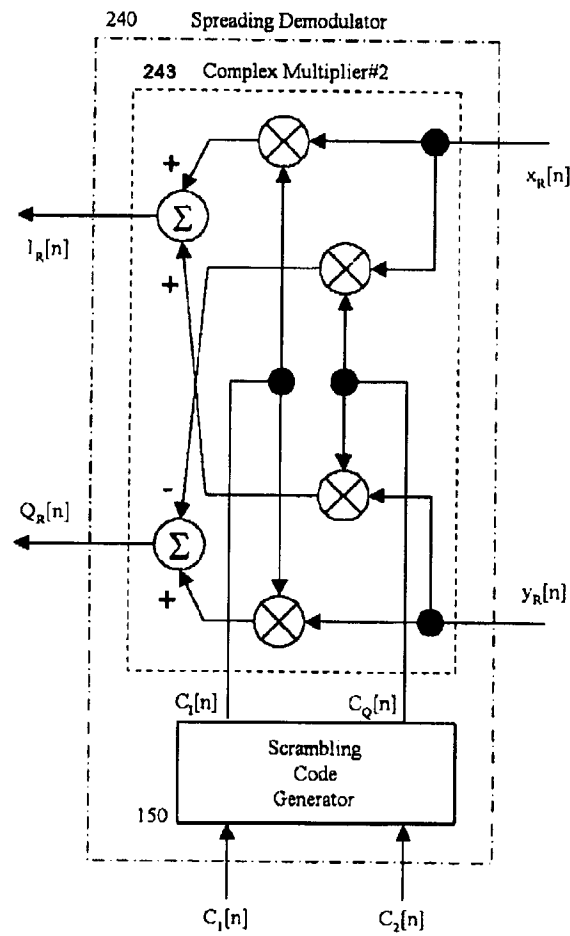 240 Spreading Demodulator
243 Complex Multiplier#2
+
x_R[n]
Σ
I_R[n]
+
-
Q_R[n]
Σ
y_R[n]
+
C_I[n] C_Q[n]
Scrambling
Code
Generator
150
C_1[n] C_2[n]